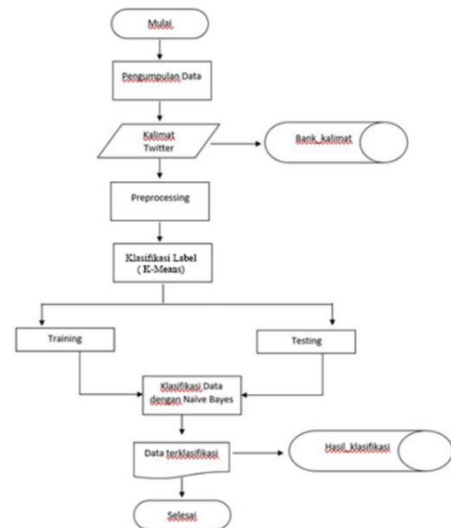 Mulai
Pengumpulan Data
Kalimat
Twitter
Bank_kalimat
Preprocessing
Klasifikasi Label
( K-Means)
Training
Testing
Klasifikasi Data
dengan Naïve Bayes
Data terklasifikasi
Hasil_klasifikasi
Selesai